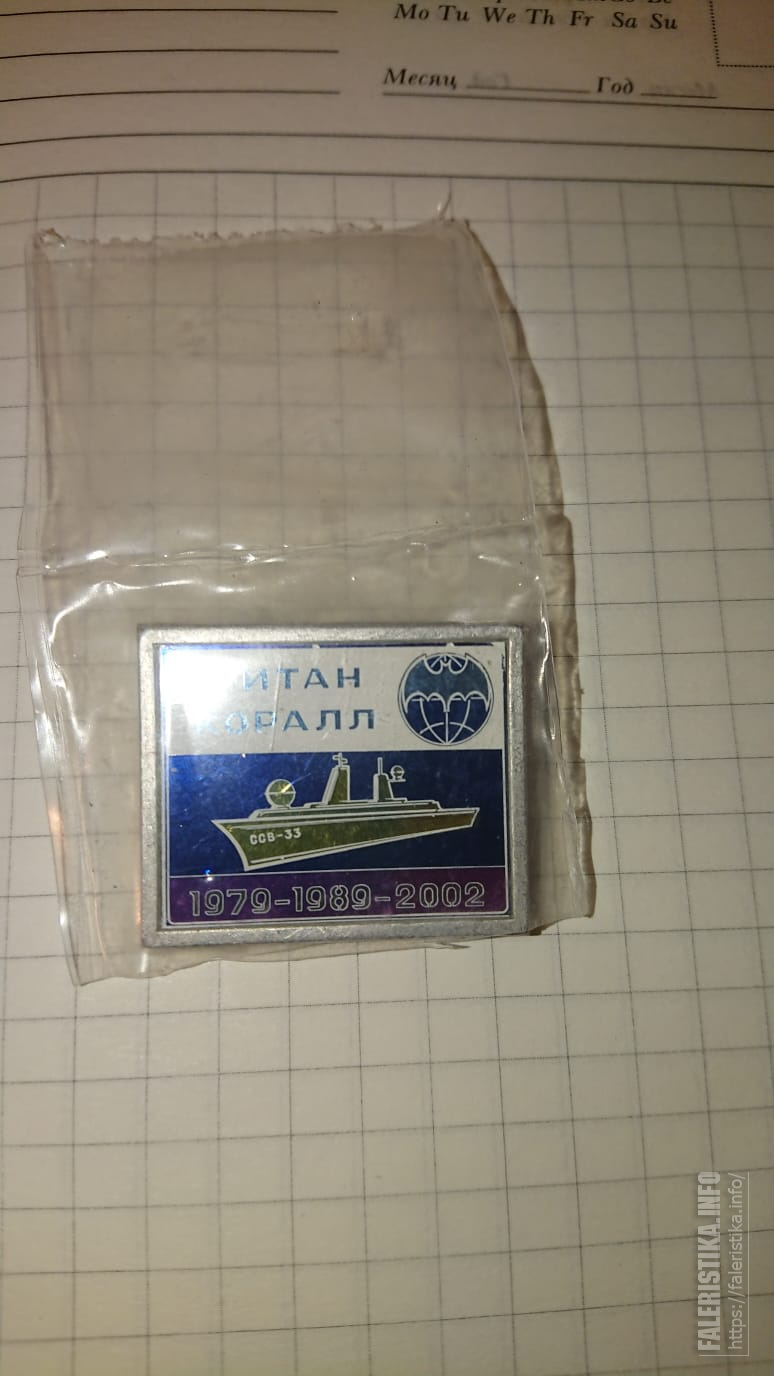 Mo Tu We Th Fr Sa Su
Месяц
Год
ИТАН
КОРАЛЛ
ССВ-33
1979-1989-2002
FALERISTIKA.INFO
https://faleristika.info/